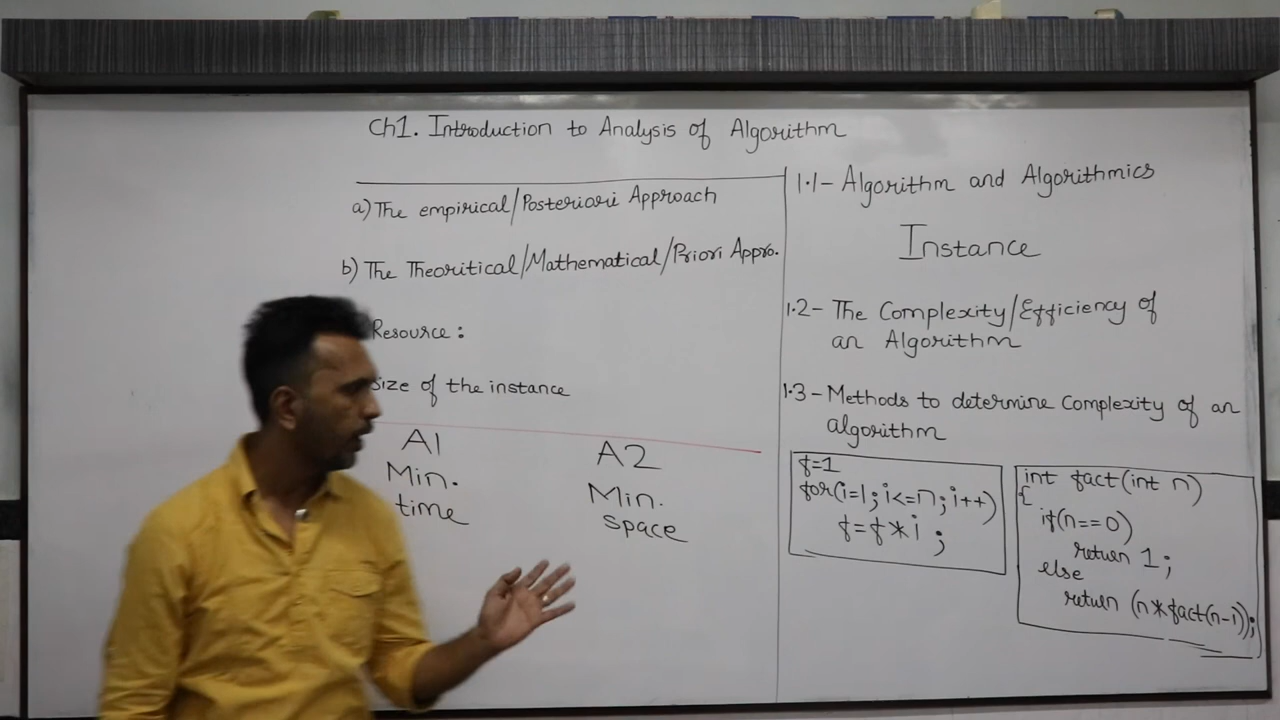 Ch1. Introduction to Analysis of Algorithm
a) The empirical/Posteriori Approach
b) The Theoritical/Mathematical/Priori Appro.
Resource:
Size of the instance
A1
Min.
time
A2
Min.
space
1.1- Algorithm and Algorithmics
Instance
1.2- The Complexity/Efficiency of
an Algorithm
1.3- Methods to determine Complexity of an
algorithm
f=1
for(i=1; i<=n; i++)
f=f*i;
int fact(int n)
{
if(n==0)
return 1;
else
return (n*fact(n-1));